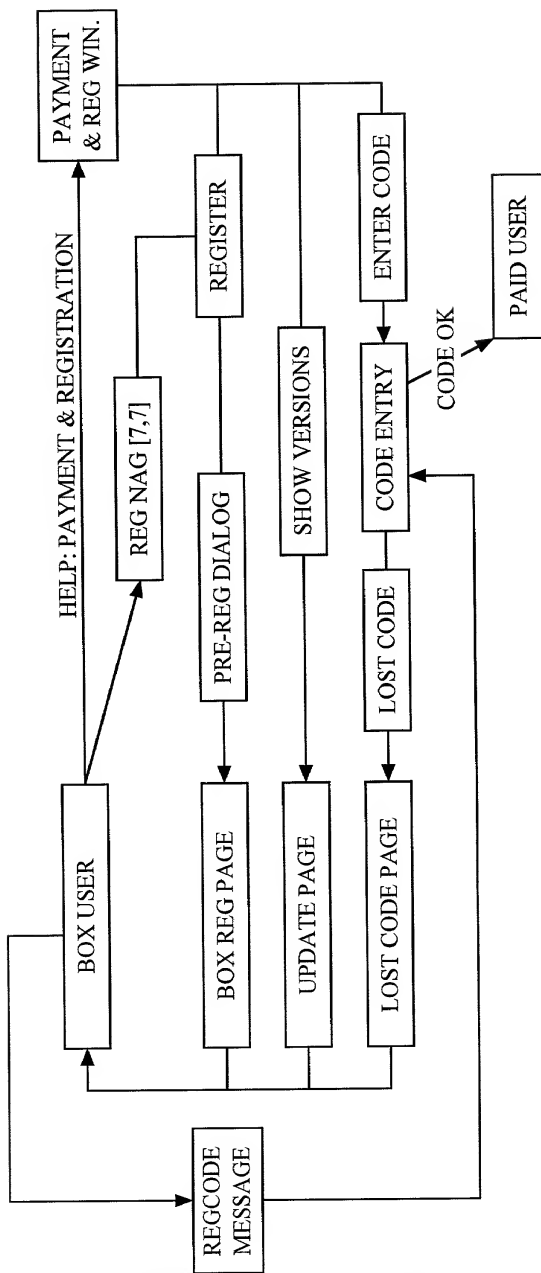 HELP: PAYMENT & REGISTRATION
PAYMENT
& REG WIN.
BOX USER
REG NAG [7,7]
REGISTER
PRE-REG DIALOG
BOX REG PAGE
REGCODE
MESSAGE
SHOW VERSIONS
UPDATE PAGE
ENTER CODE
CODE ENTRY
LOST CODE
LOST CODE PAGE
CODE OK
PAID USER